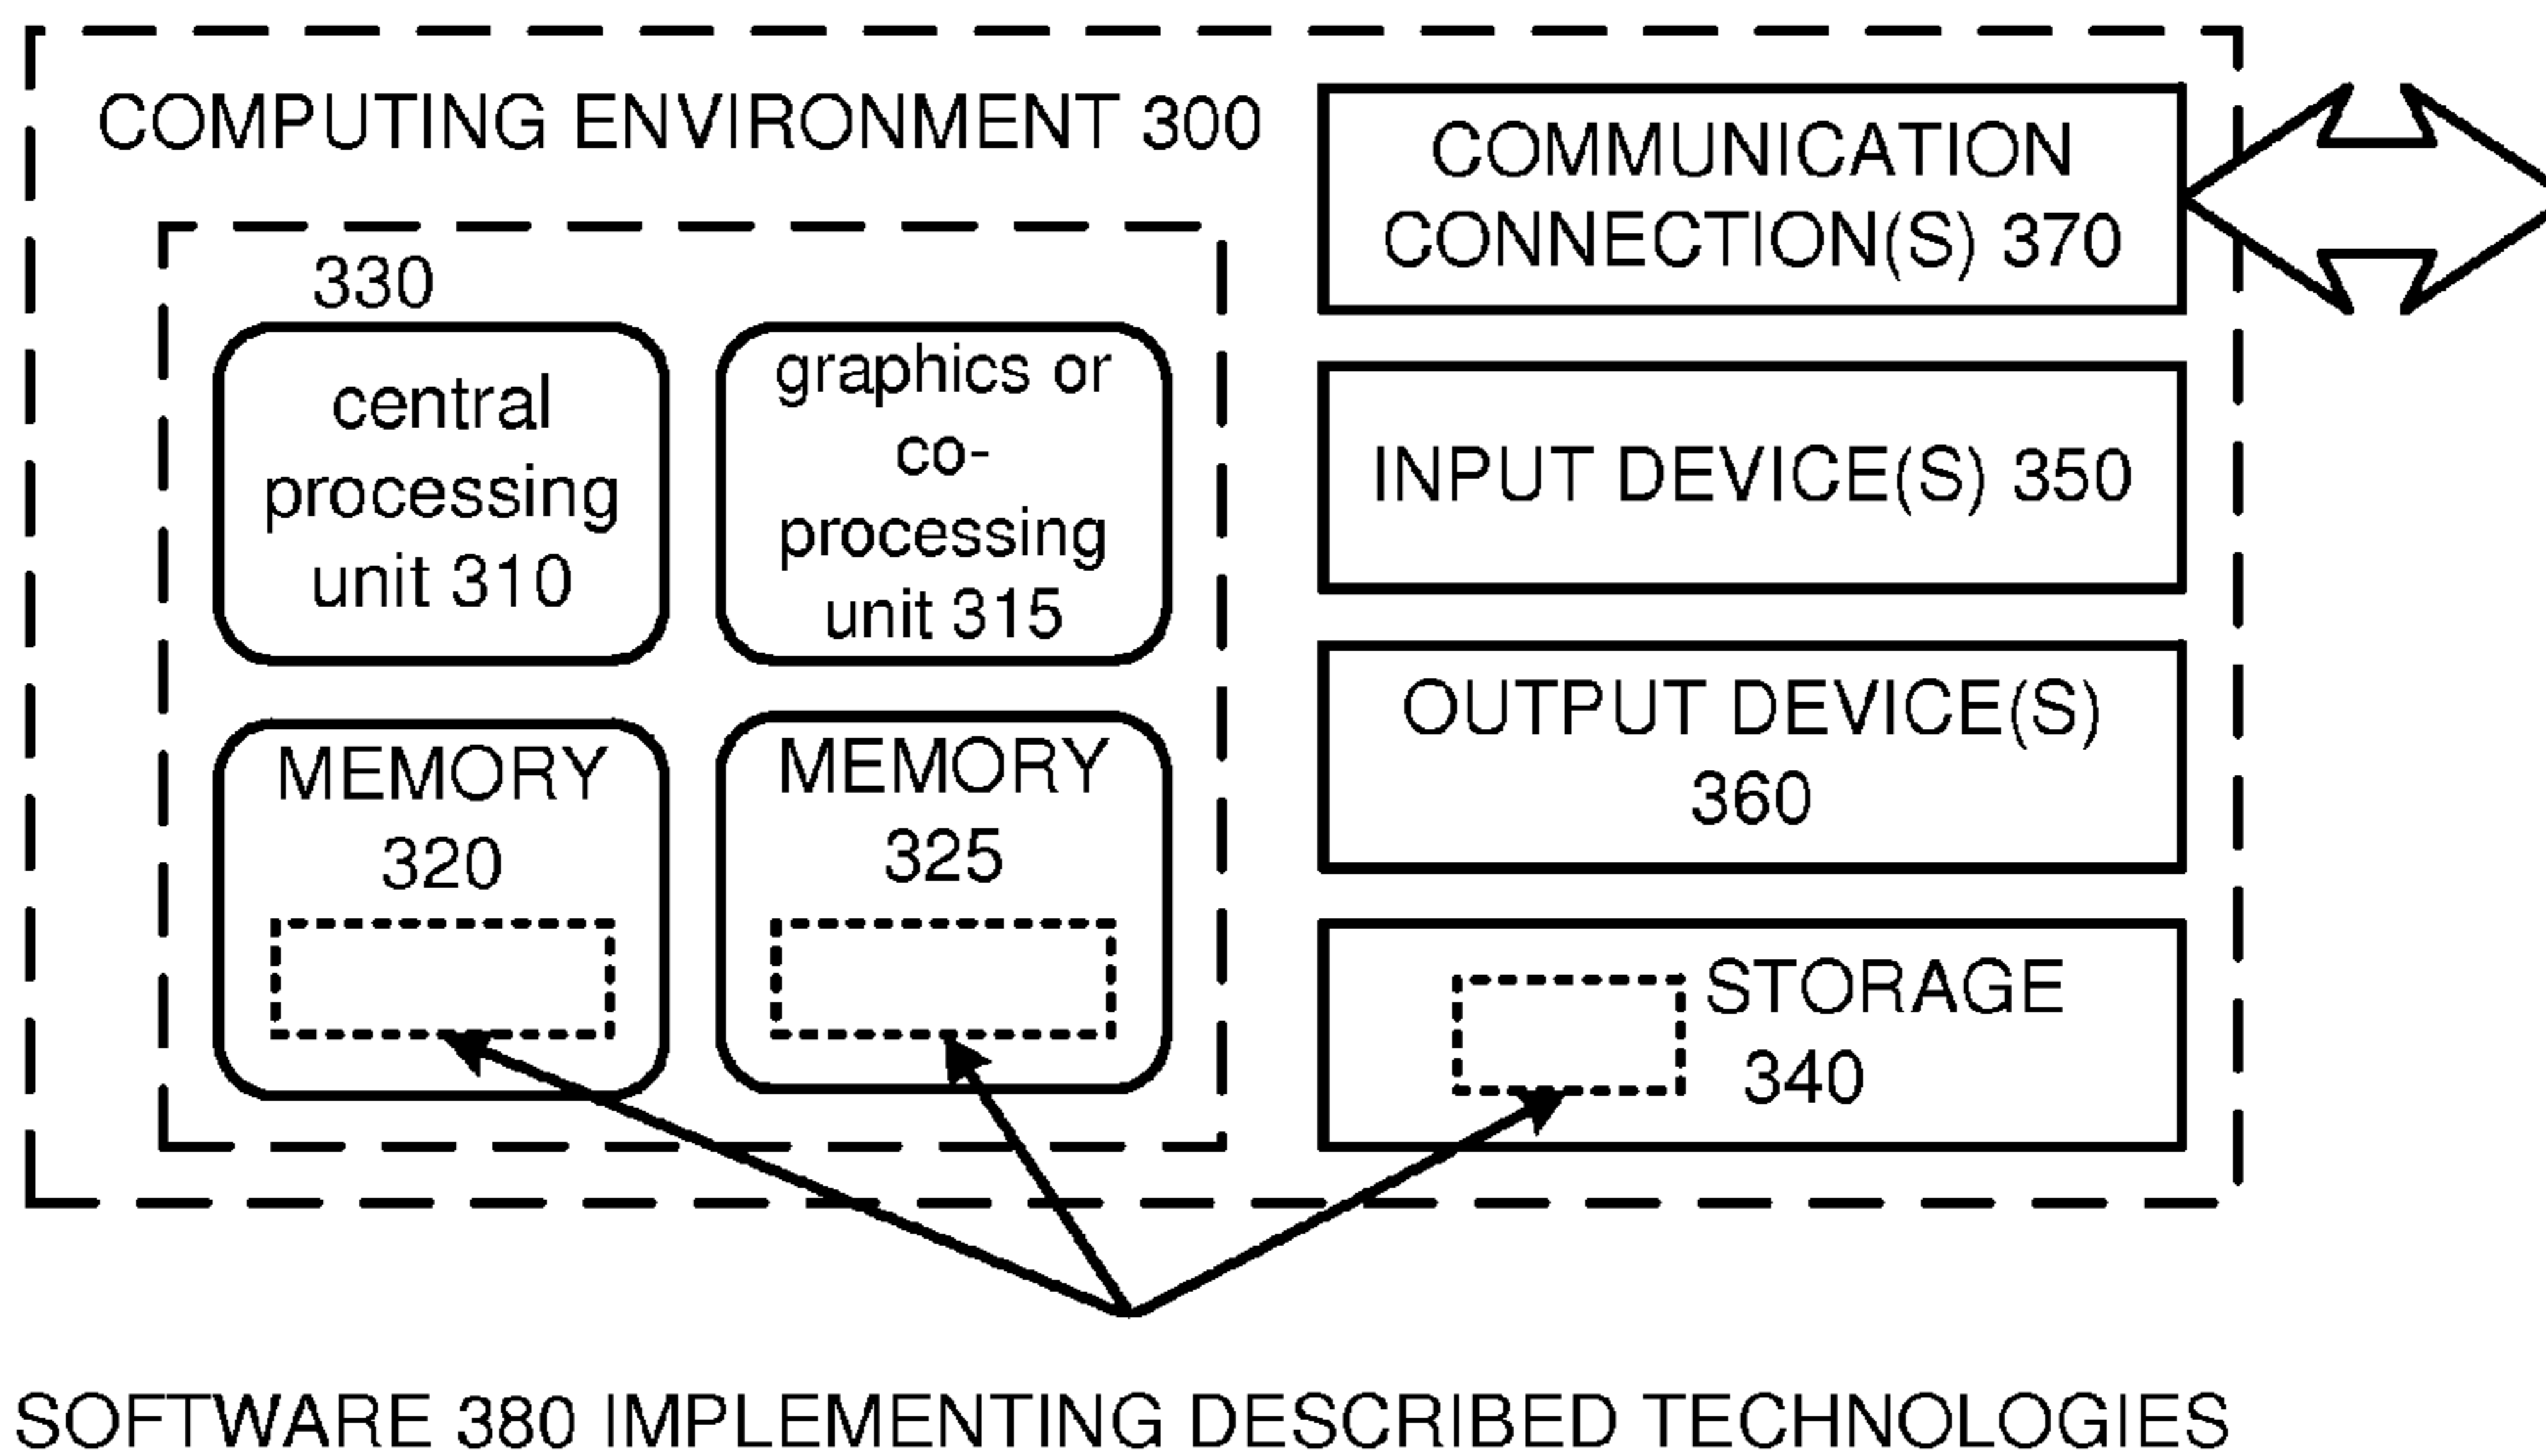 COMPUTING ENVIRONMENT 300
330
central
processing
unit 310
graphics or
co-
processing
unit 315
MEMORY
320
MEMORY
325
COMMUNICATION
CONNECTION(S) 370
INPUT DEVICE(S) 350
OUTPUT DEVICE(S)
360
STORAGE
340
SOFTWARE 380 IMPLEMENTING DESCRIBED TECHNOLOGIES